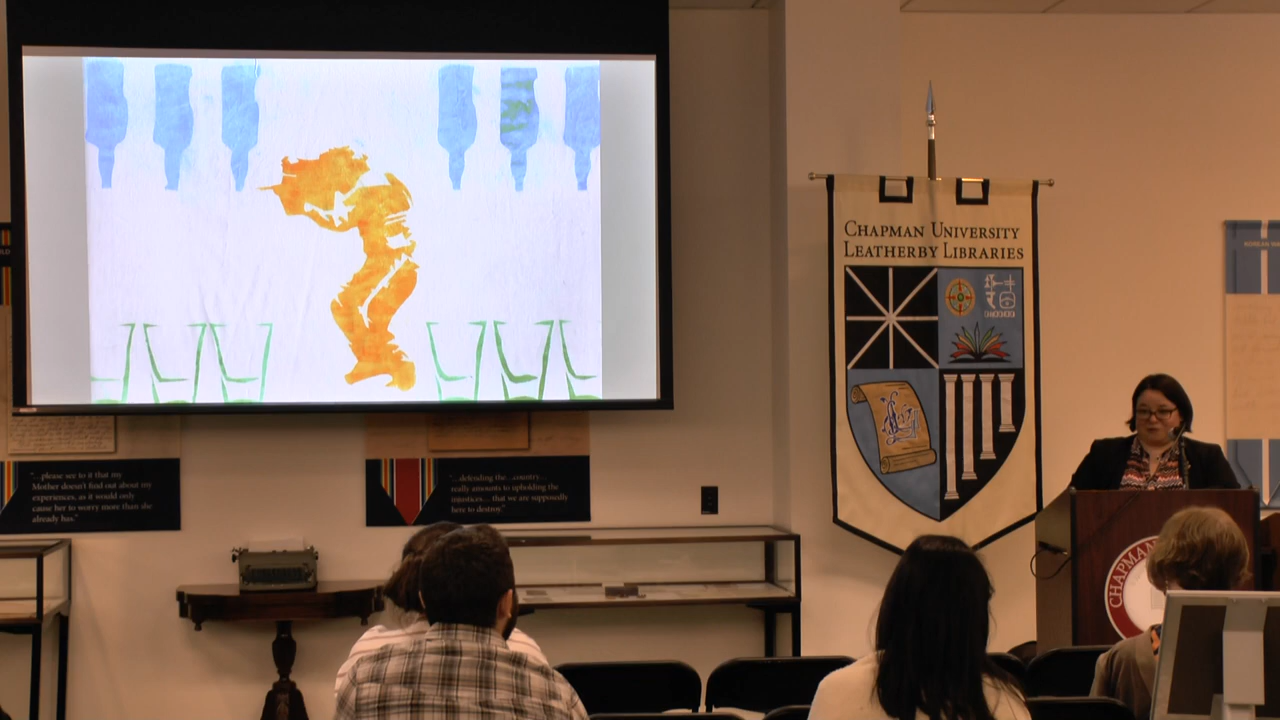 CHAPMAN UNIVERSITY
LEATHERBY LIBRARIES
"...please see to it that my
Mother doesn't find out about my
experiences, as it would only
cause her to worry more than she
already has."
"... defending the...country...
really amounts to upholding the
injustices... that we are supposedly
here to destroy."
KOREAN
CHAPMAN